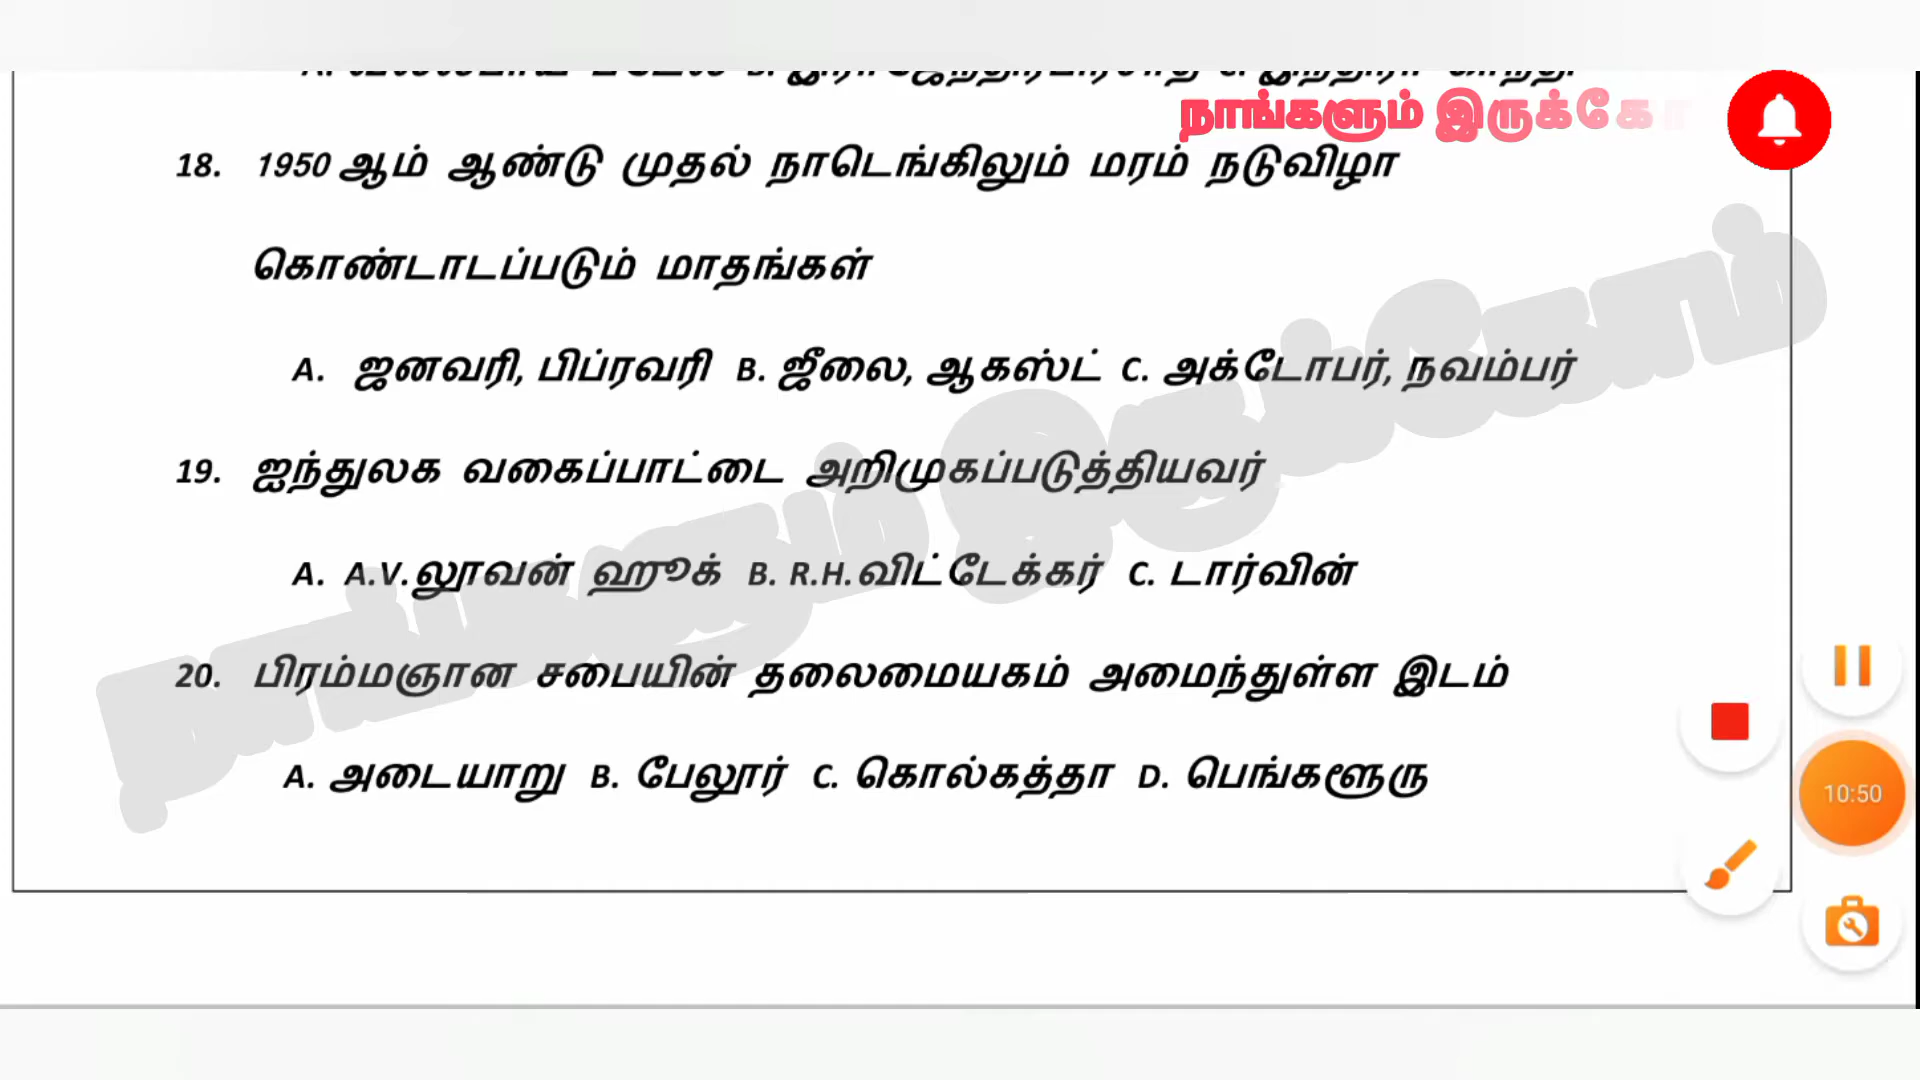 நாங்களும் இருக்கோ
18. 1950 ஆம் ஆண்டு முதல் நாடெங்கிலும் மரம் நடுவிழா
கொண்டாடப்படும் மாதங்கள்
A. ஜனவரி, பிப்ரவரி B. ஜீலை, ஆகஸ்ட் C. அக்டோபர், நவம்பர்
19. ஐந்துலக வகைப்பாட்டை அறிமுகப்படுத்தியவர்
A. A.V.லூவன் ஹூக் B. R.H.விட்டேக்கர் C. டார்வின்
20. பிரம்மஞான சபையின் தலைமையகம் அமைந்துள்ள இடம்
A. அடையாறு B. பேலூர் C. கொல்கத்தா D. பெங்களூரு
நாங்களும் இருக்கோம்
10:50